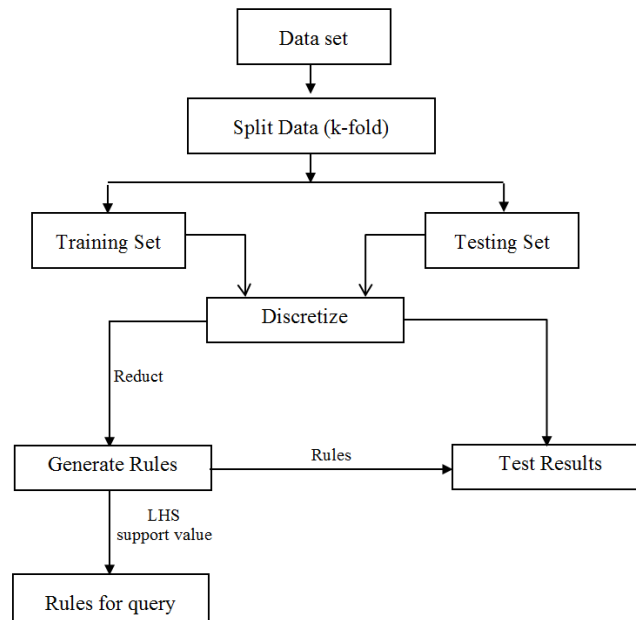 Data set
Split Data (k-fold)
Training Set
Testing Set
Discretize
Reduct
Generate Rules
Rules
Test Results
LHS
support value
Rules for query